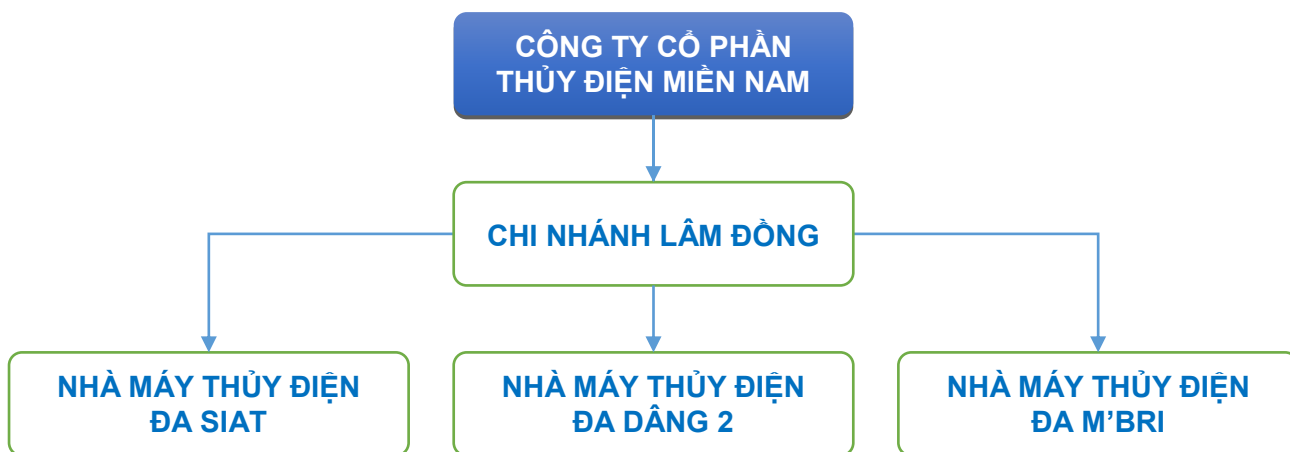 CÔNG TY CỔ PHẦN
THỦY ĐIỆN MIỀN NAM
CHI NHÁNH LÂM ĐỒNG
NHÀ MÁY THỦY ĐIỆN
ĐA SIAT
NHÀ MÁY THỦY ĐIỆN
ĐA DÂNG 2
NHÀ MÁY THỦY ĐIỆN
ĐA M’BRI